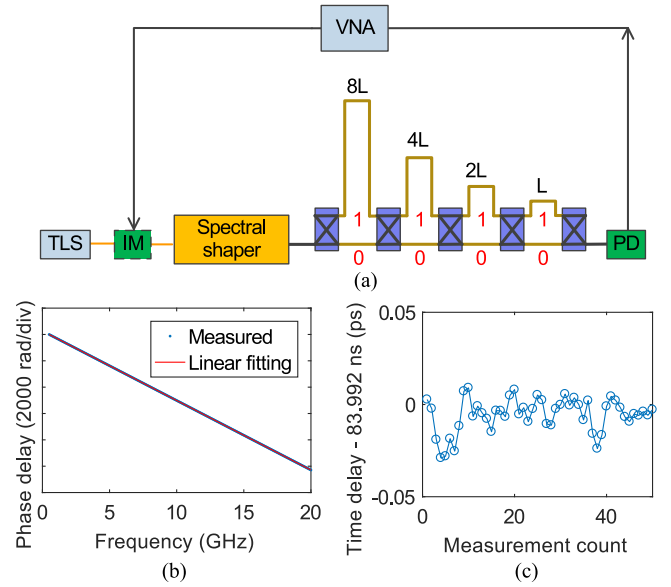 VNA
8L
4L
2L
L
TLS
IM
Spectral
shaper
1 1 1 1
0 0 0 0
PD
(a)
Phase delay (2000 rad/div)
Measured
Linear fitting
0 5 10 15 20
Frequency (GHz)
(b)
Time delay - 83.992 ns (ps)
0.05
0
-0.05
0 20 40
Measurement count
(c)